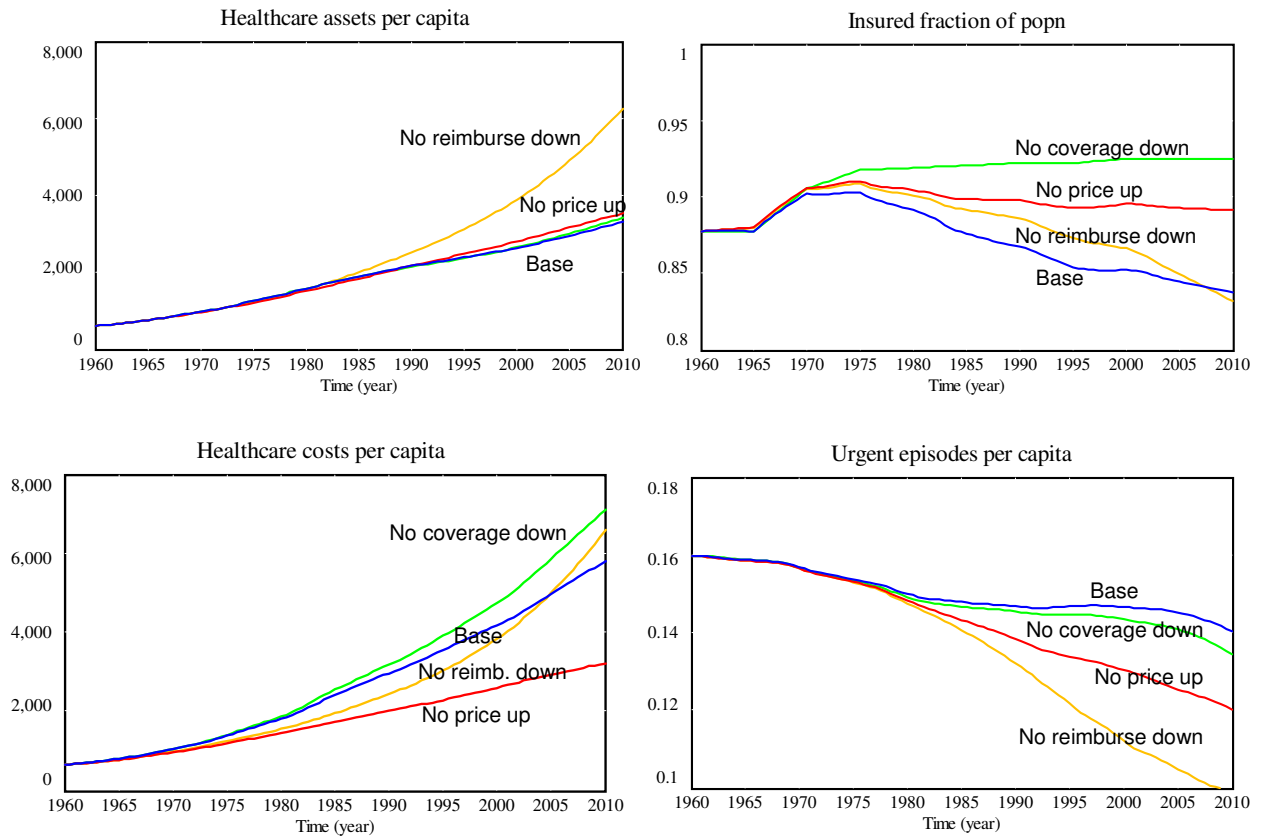 Healthcare assets per capita
8,000
6,000
4,000
2,000
0
No reimburse down
No price up
Base
1960 1965 1970 1975 1980 1985 1990 1995 2000 2005 2010
Time (year)
Insured fraction of popn
1
0.95
0.9
0.85
0.8
No coverage down
No price up
No reimburse down
Base
1960 1965 1970 1975 1980 1985 1990 1995 2000 2005 2010
Time (year)
Healthcare costs per capita
8,000
6,000
4,000
2,000
0
No coverage down
Base
No reimb. down
No price up
1960 1965 1970 1975 1980 1985 1990 1995 2000 2005 2010
Time (year)
Urgent episodes per capita
0.18
0.16
0.14
0.12
0.1
Base
No coverage down
No price up
No reimburse down
1960 1965 1970 1975 1980 1985 1990 1995 2000 2005 2010
Time (year)